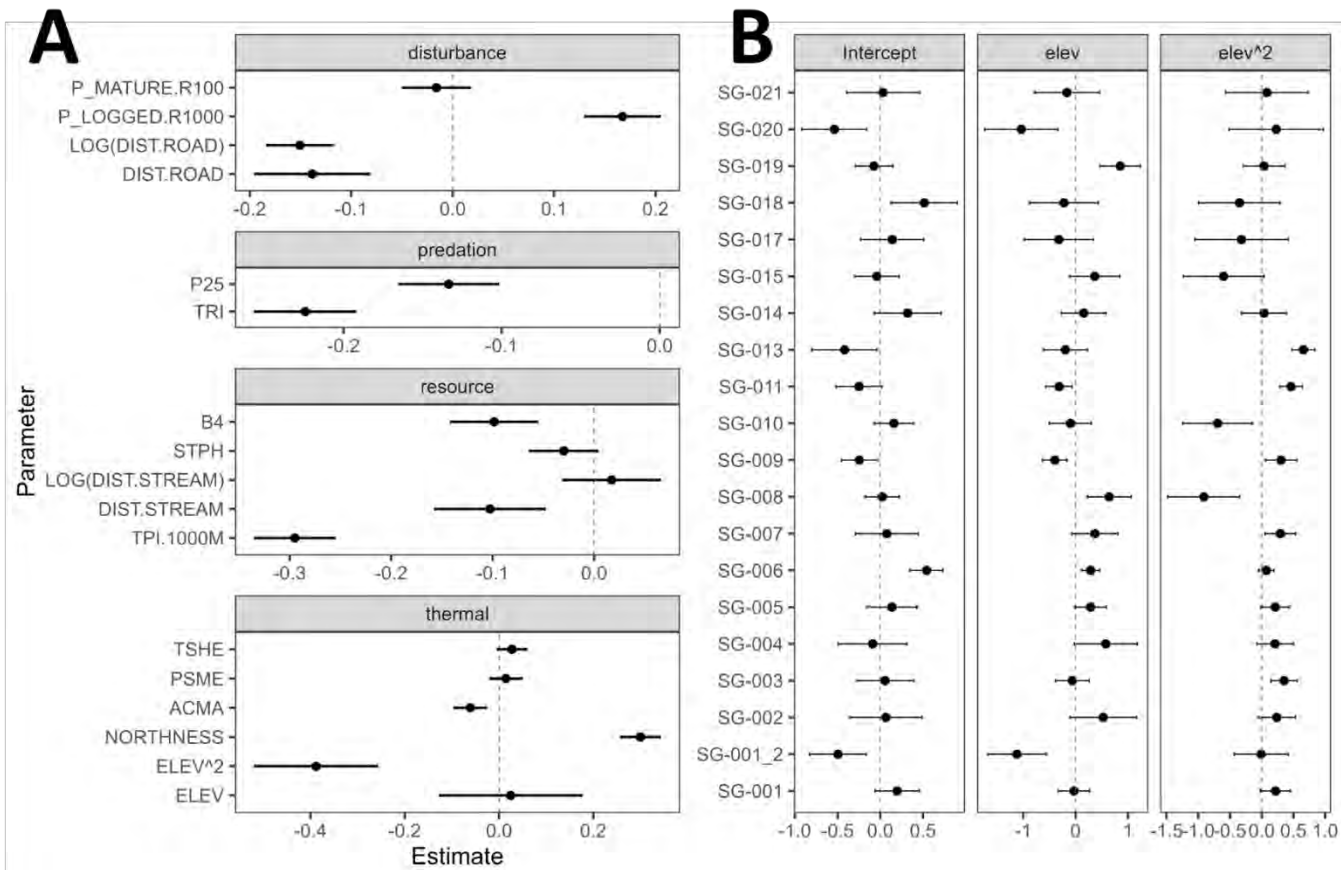 A
disturbance
P_MATURE.R100
P_LOGGED.R1000
LOG(DIST.ROAD)
DIST.ROAD
-0.2 -0.1 0.0 0.1 0.2
predation
P25
TRI
-0.2 -0.1 0.0
resource
B4
STPH
LOG(DIST.STREAM)
DIST.STREAM
TPI.1000M
-0.3 -0.2 -0.1 0.0
thermal
TSHE
PSME
ACMA
NORTHNESS
ELEV^2
ELEV
-0.4 -0.2 0.0 0.2
Estimate
Parameter
B
Intercept elev elev^2
SG-021
SG-020
SG-019
SG-018
SG-017
SG-015
SG-014
SG-013
SG-011
SG-010
SG-009
SG-008
SG-007
SG-006
SG-005
SG-004
SG-003
SG-002
SG-001_2
SG-001
-1.0 -0.5 0.0 0.5 -1 0 1 -1.5 -1.0 -0.5 0.0 0.5 1.0